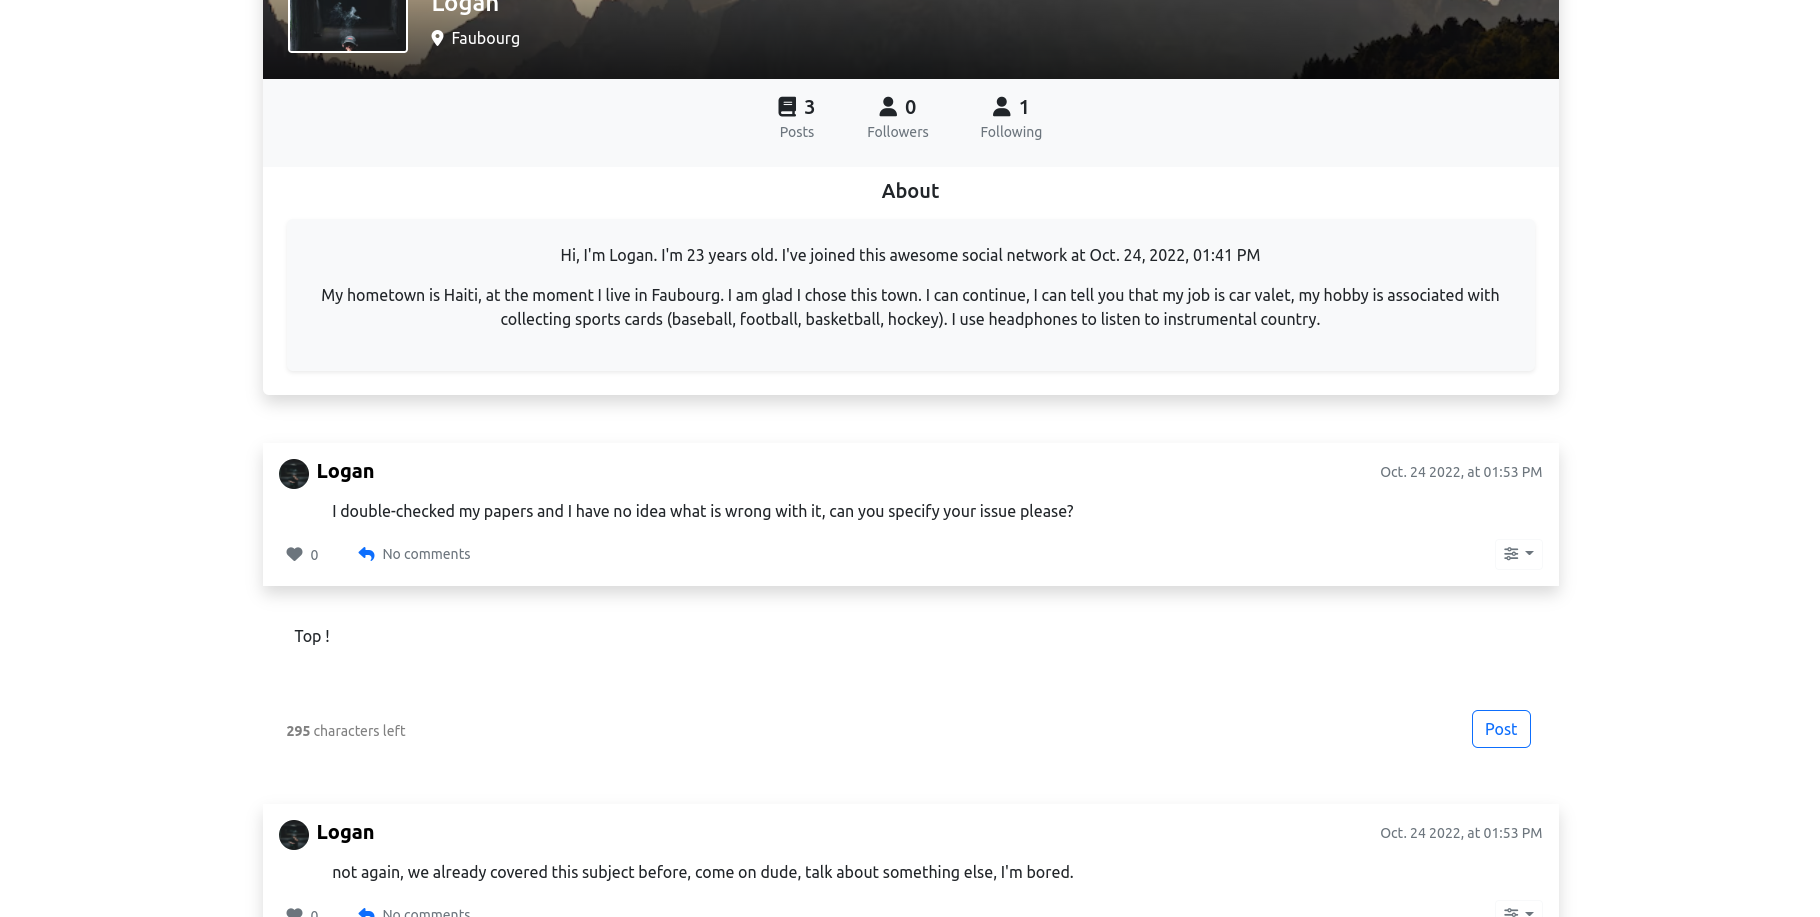 Logan
Faubourg
3
Posts
0
Followers
1
Following
About
Hi, I'm Logan. I'm 23 years old. I've joined this awesome social network at Oct. 24, 2022, 01:41 PM
My hometown is Haiti, at the moment I live in Faubourg. I am glad I chose this town. I can continue, I can tell you that my job is car valet, my hobby is associated with
collecting sports cards (baseball, football, basketball, hockey). I use headphones to listen to instrumental country.
Logan
Oct. 24 2022, at 01:53 PM
I double-checked my papers and I have no idea what is wrong with it, can you specify your issue please?
0
No comments
Top !
295 characters left
Post
Logan
Oct. 24 2022, at 01:53 PM
not again, we already covered this subject before, come on dude, talk about something else, I'm bored.
0
No comments